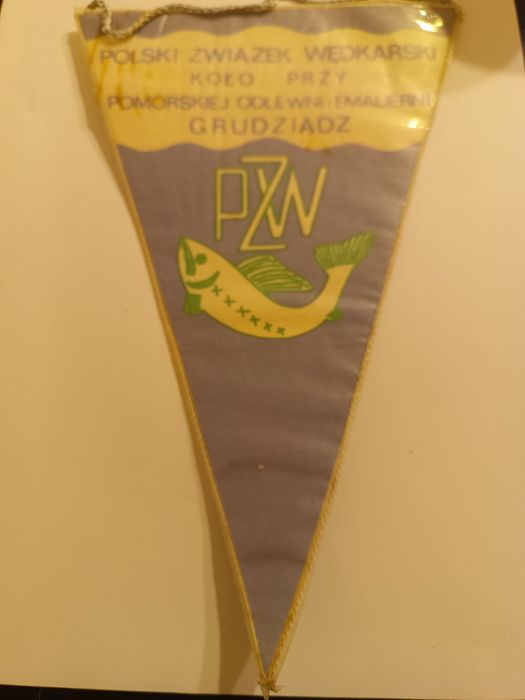 POLSKI ZWIĄZEK WĘDKARSKI
KOŁO PRZY
POMORSKIEJ ODLEWNI i EMALIERNI
GRUDZIĄDZ
PZW